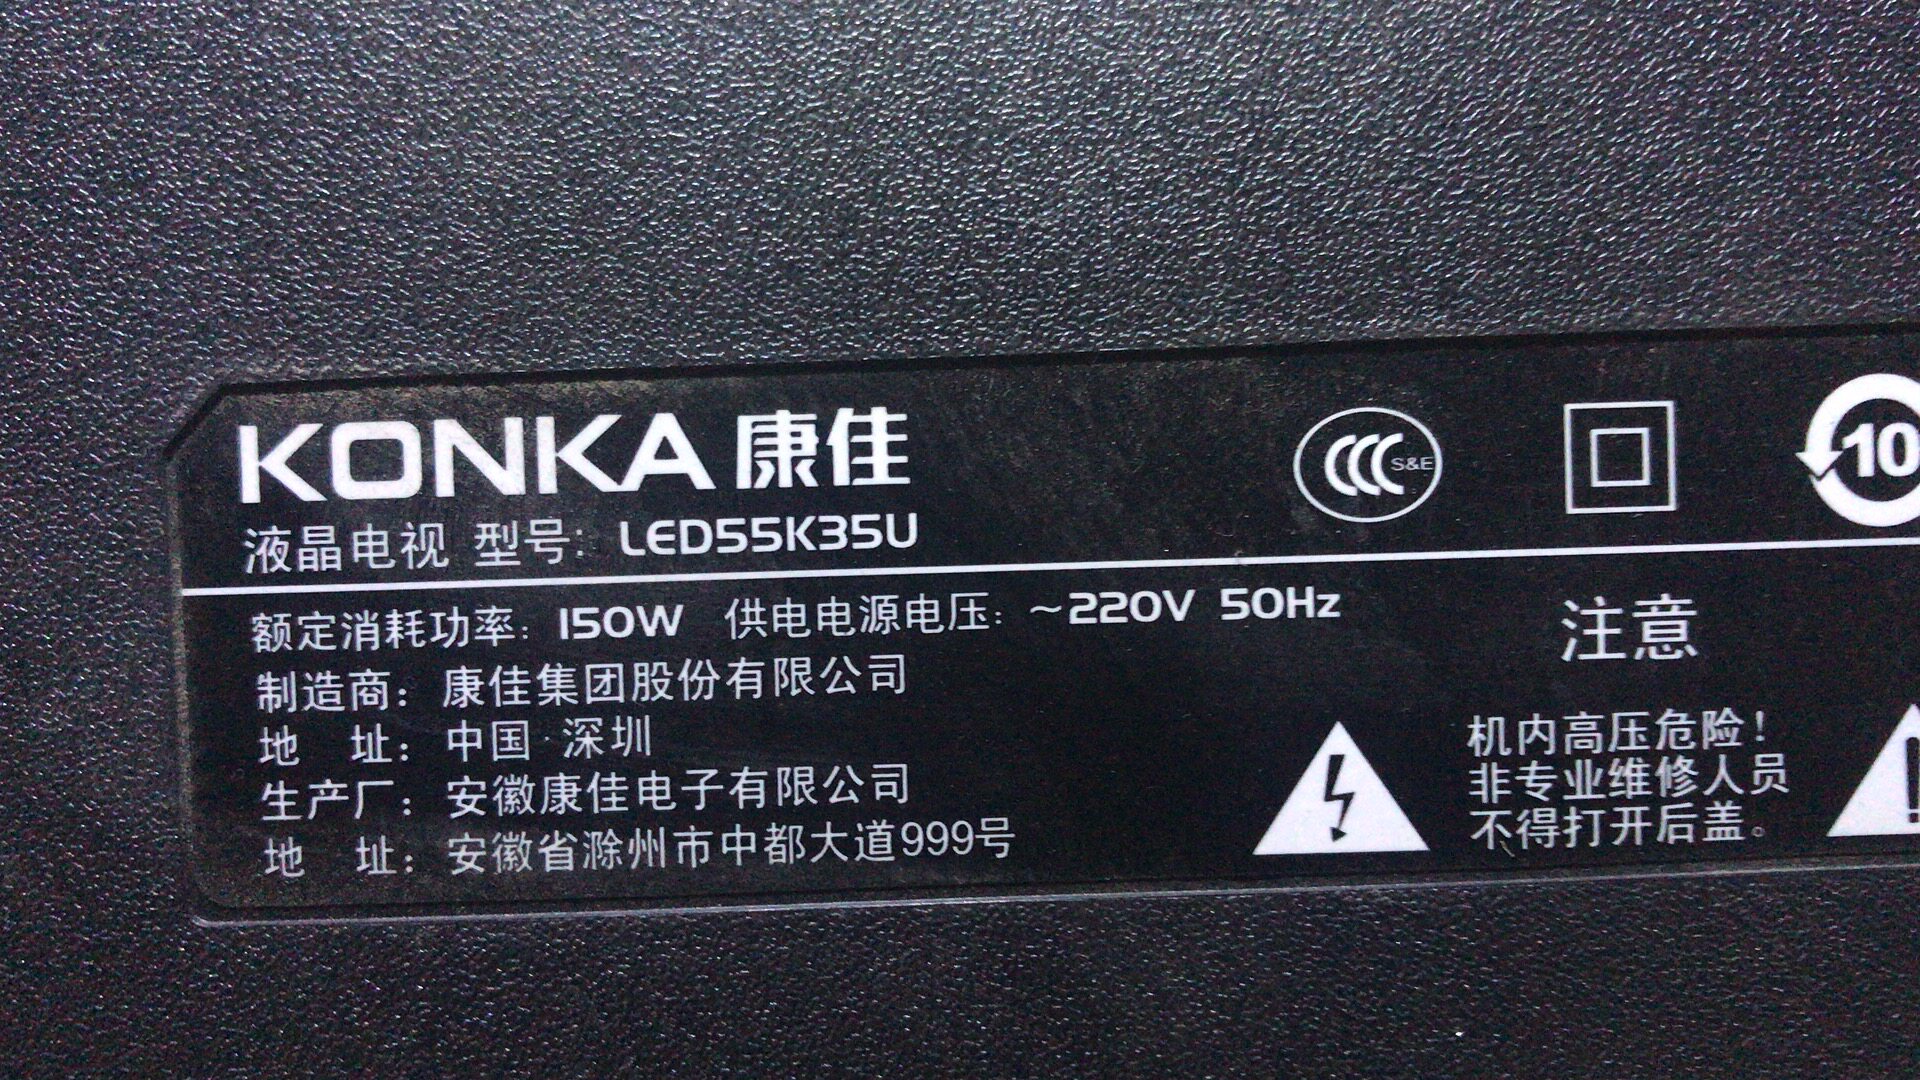 KONKA 康佳
液晶电视 型号: LED55K35U
S&E
10
额定消耗功率: 150W 供电电源电压: ~220V 50Hz
制造商: 康佳集团股份有限公司
地 址: 中国·深圳
生产厂: 安徽康佳电子有限公司
地 址: 安徽省滁州市中都大道999号
注意
机内高压危险!
非专业维修人员
不得打开后盖。